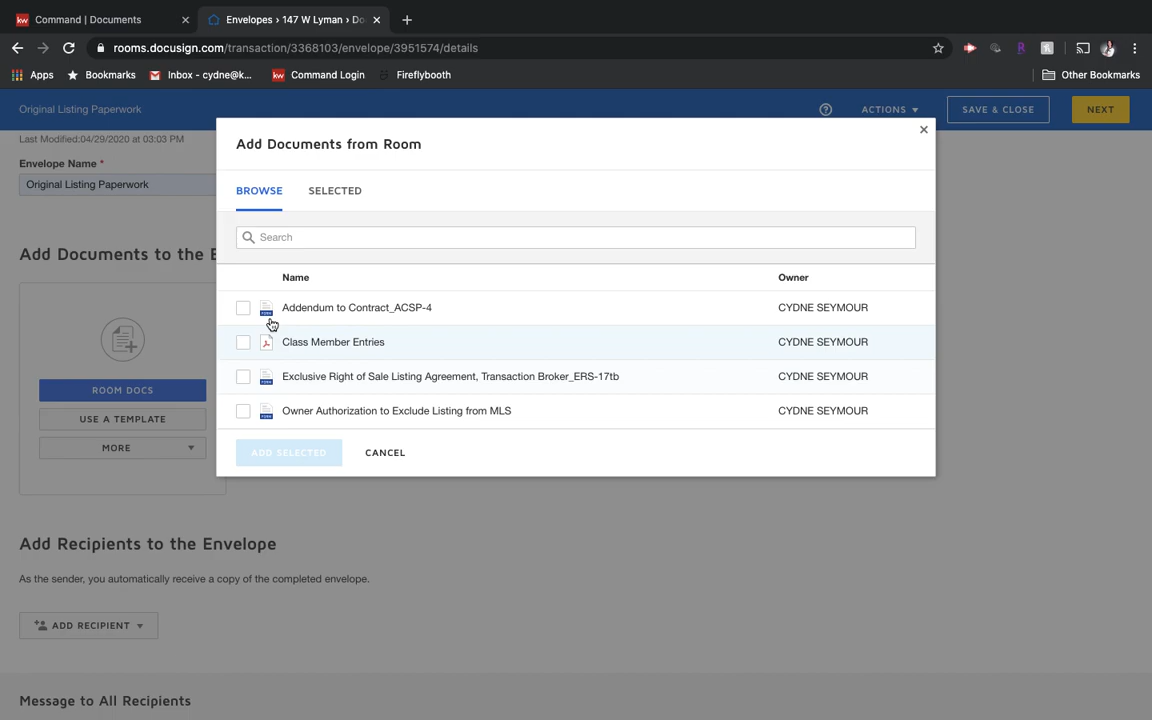 Command | Documents
Envelopes › 147 W Lyman › Do
rooms.docusign.com/transaction/3368103/envelope/3951574/details
Apps
Bookmarks
Inbox - cydne@k...
Command Login
Fireflybooth
Other Bookmarks
Original Listing Paperwork
ACTIONS
SAVE & CLOSE
NEXT
Last Modified:04/29/2020 at 03:03 PM
Envelope Name *
Original Listing Paperwork
Add Documents to the E
ROOM DOCS
USE A TEMPLATE
MORE
Add Documents from Room
BROWSE
SELECTED
Search
Name
Owner
Addendum to Contract_ACSP-4
CYDNE SEYMOUR
Class Member Entries
CYDNE SEYMOUR
Exclusive Right of Sale Listing Agreement, Transaction Broker_ERS-17tb
CYDNE SEYMOUR
Owner Authorization to Exclude Listing from MLS
CYDNE SEYMOUR
ADD SELECTED
CANCEL
Add Recipients to the Envelope
As the sender, you automatically receive a copy of the completed envelope.
ADD RECIPIENT
Message to All Recipients